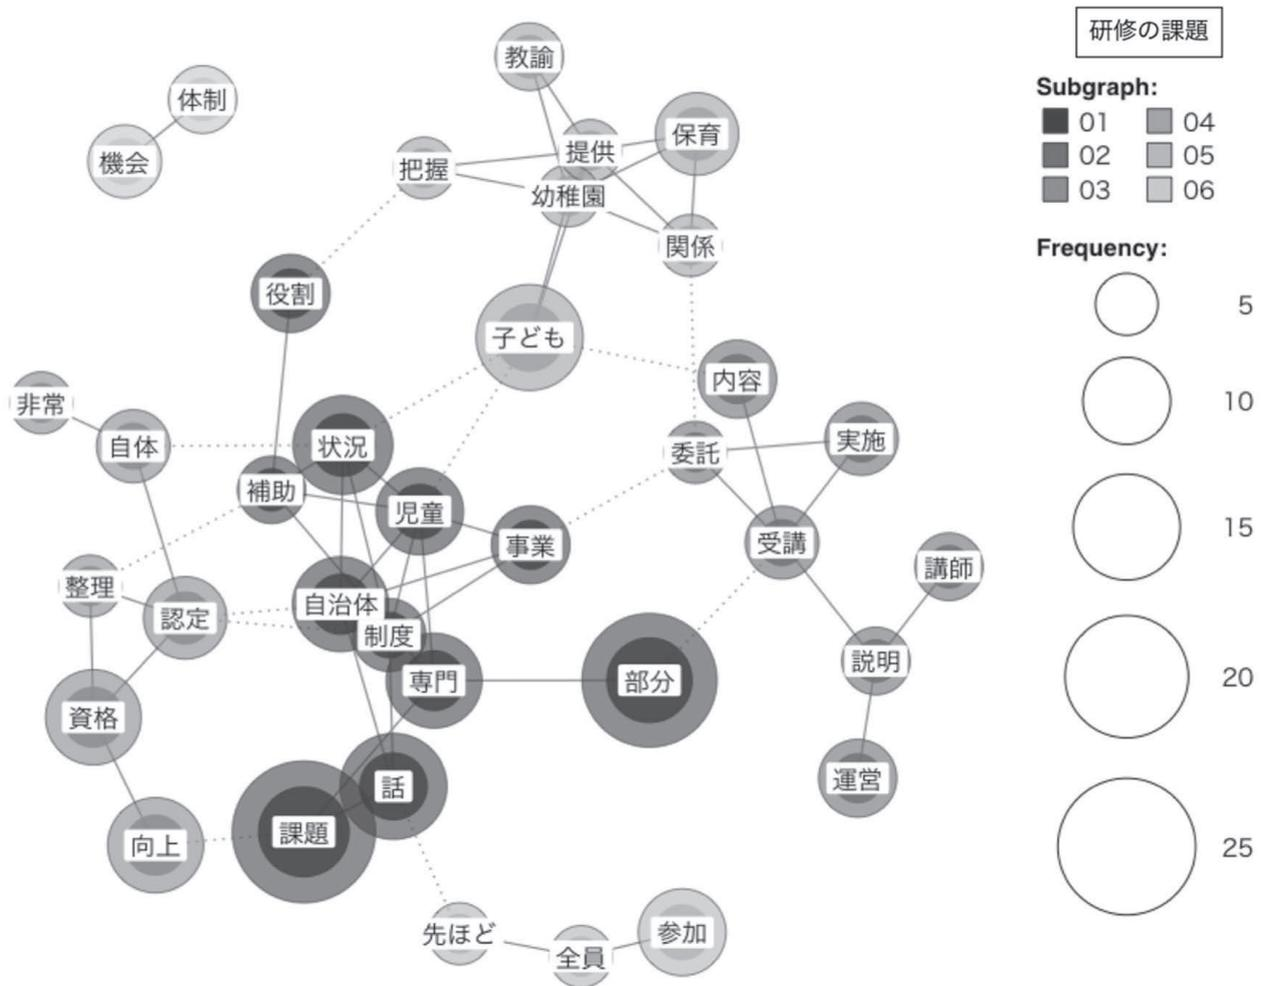 研修の課題
Subgraph:
01 04
02 05
03 06
Frequency:
5
10
15
20
25
教諭
体制
保育
提供
機会
把握
幼稚園
関係
役割
子ども
内容
非常
自体
状況
実施
委託
補助
児童
事業
受講
講師
整理
認定
自治体
制度
説明
専門
部分
資格
運営
話
課題
向上
先ほど
参加
全員